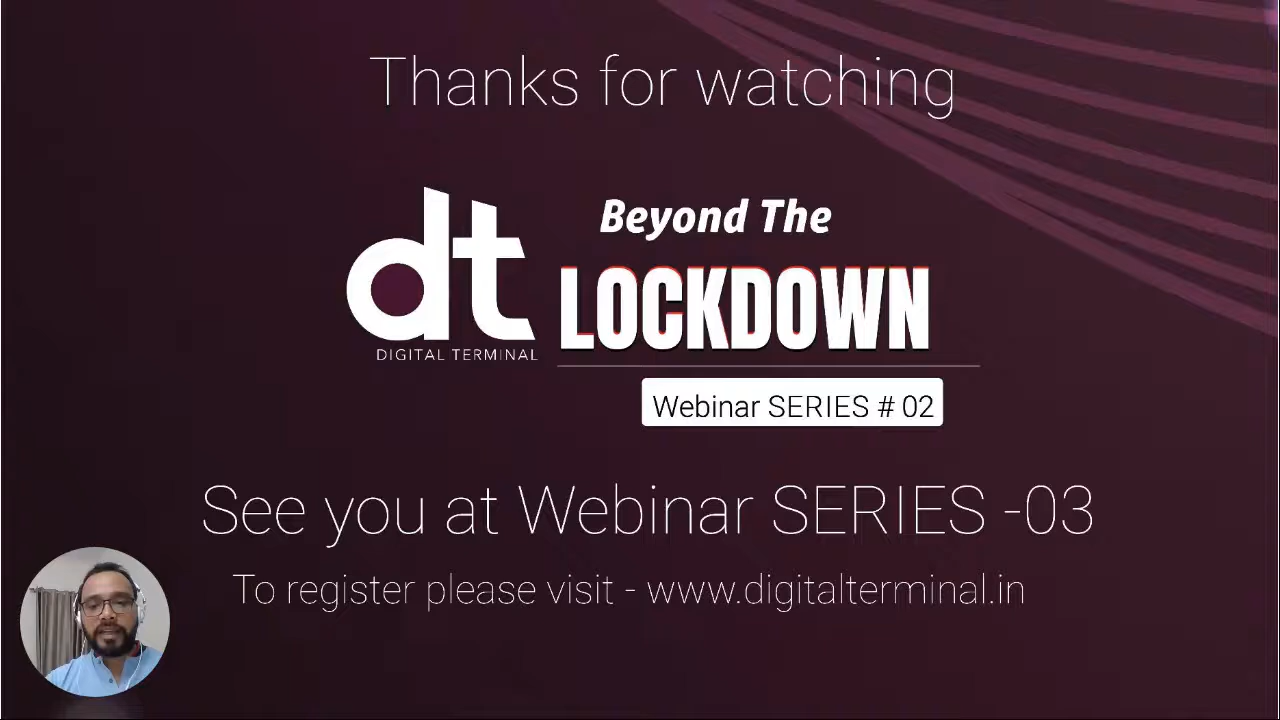 Thanks for watching
dt
DIGITAL TERMINAL
Beyond The
LOCKDOWN
Webinar SERIES # 02
See you at Webinar SERIES -03
To register please visit - www.digitalterminal.in